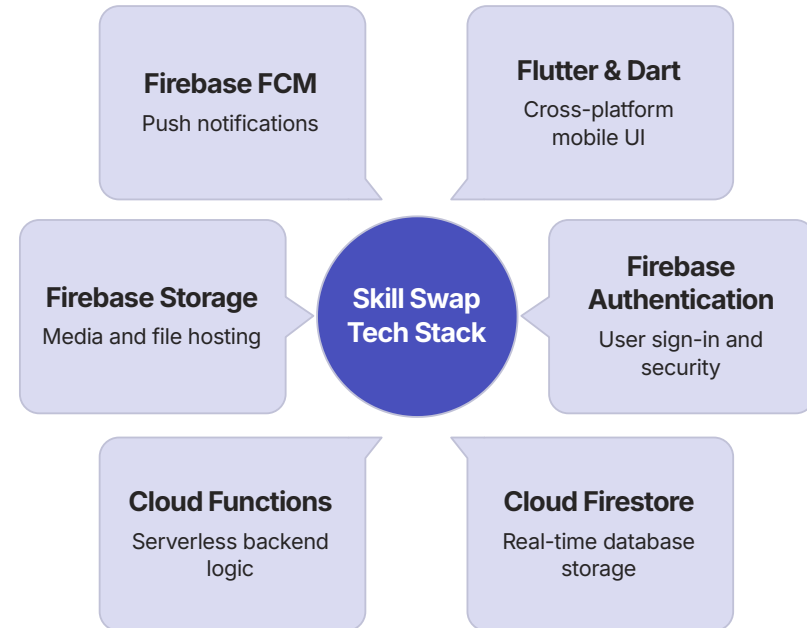 Firebase FCM
Push notifications
Flutter & Dart
Cross-platform
mobile UI
Firebase Storage
Media and file hosting
Skill Swap
Tech Stack
Firebase
Authentication
User sign-in and
security
Cloud Functions
Serverless backend
logic
Cloud Firestore
Real-time database
storage